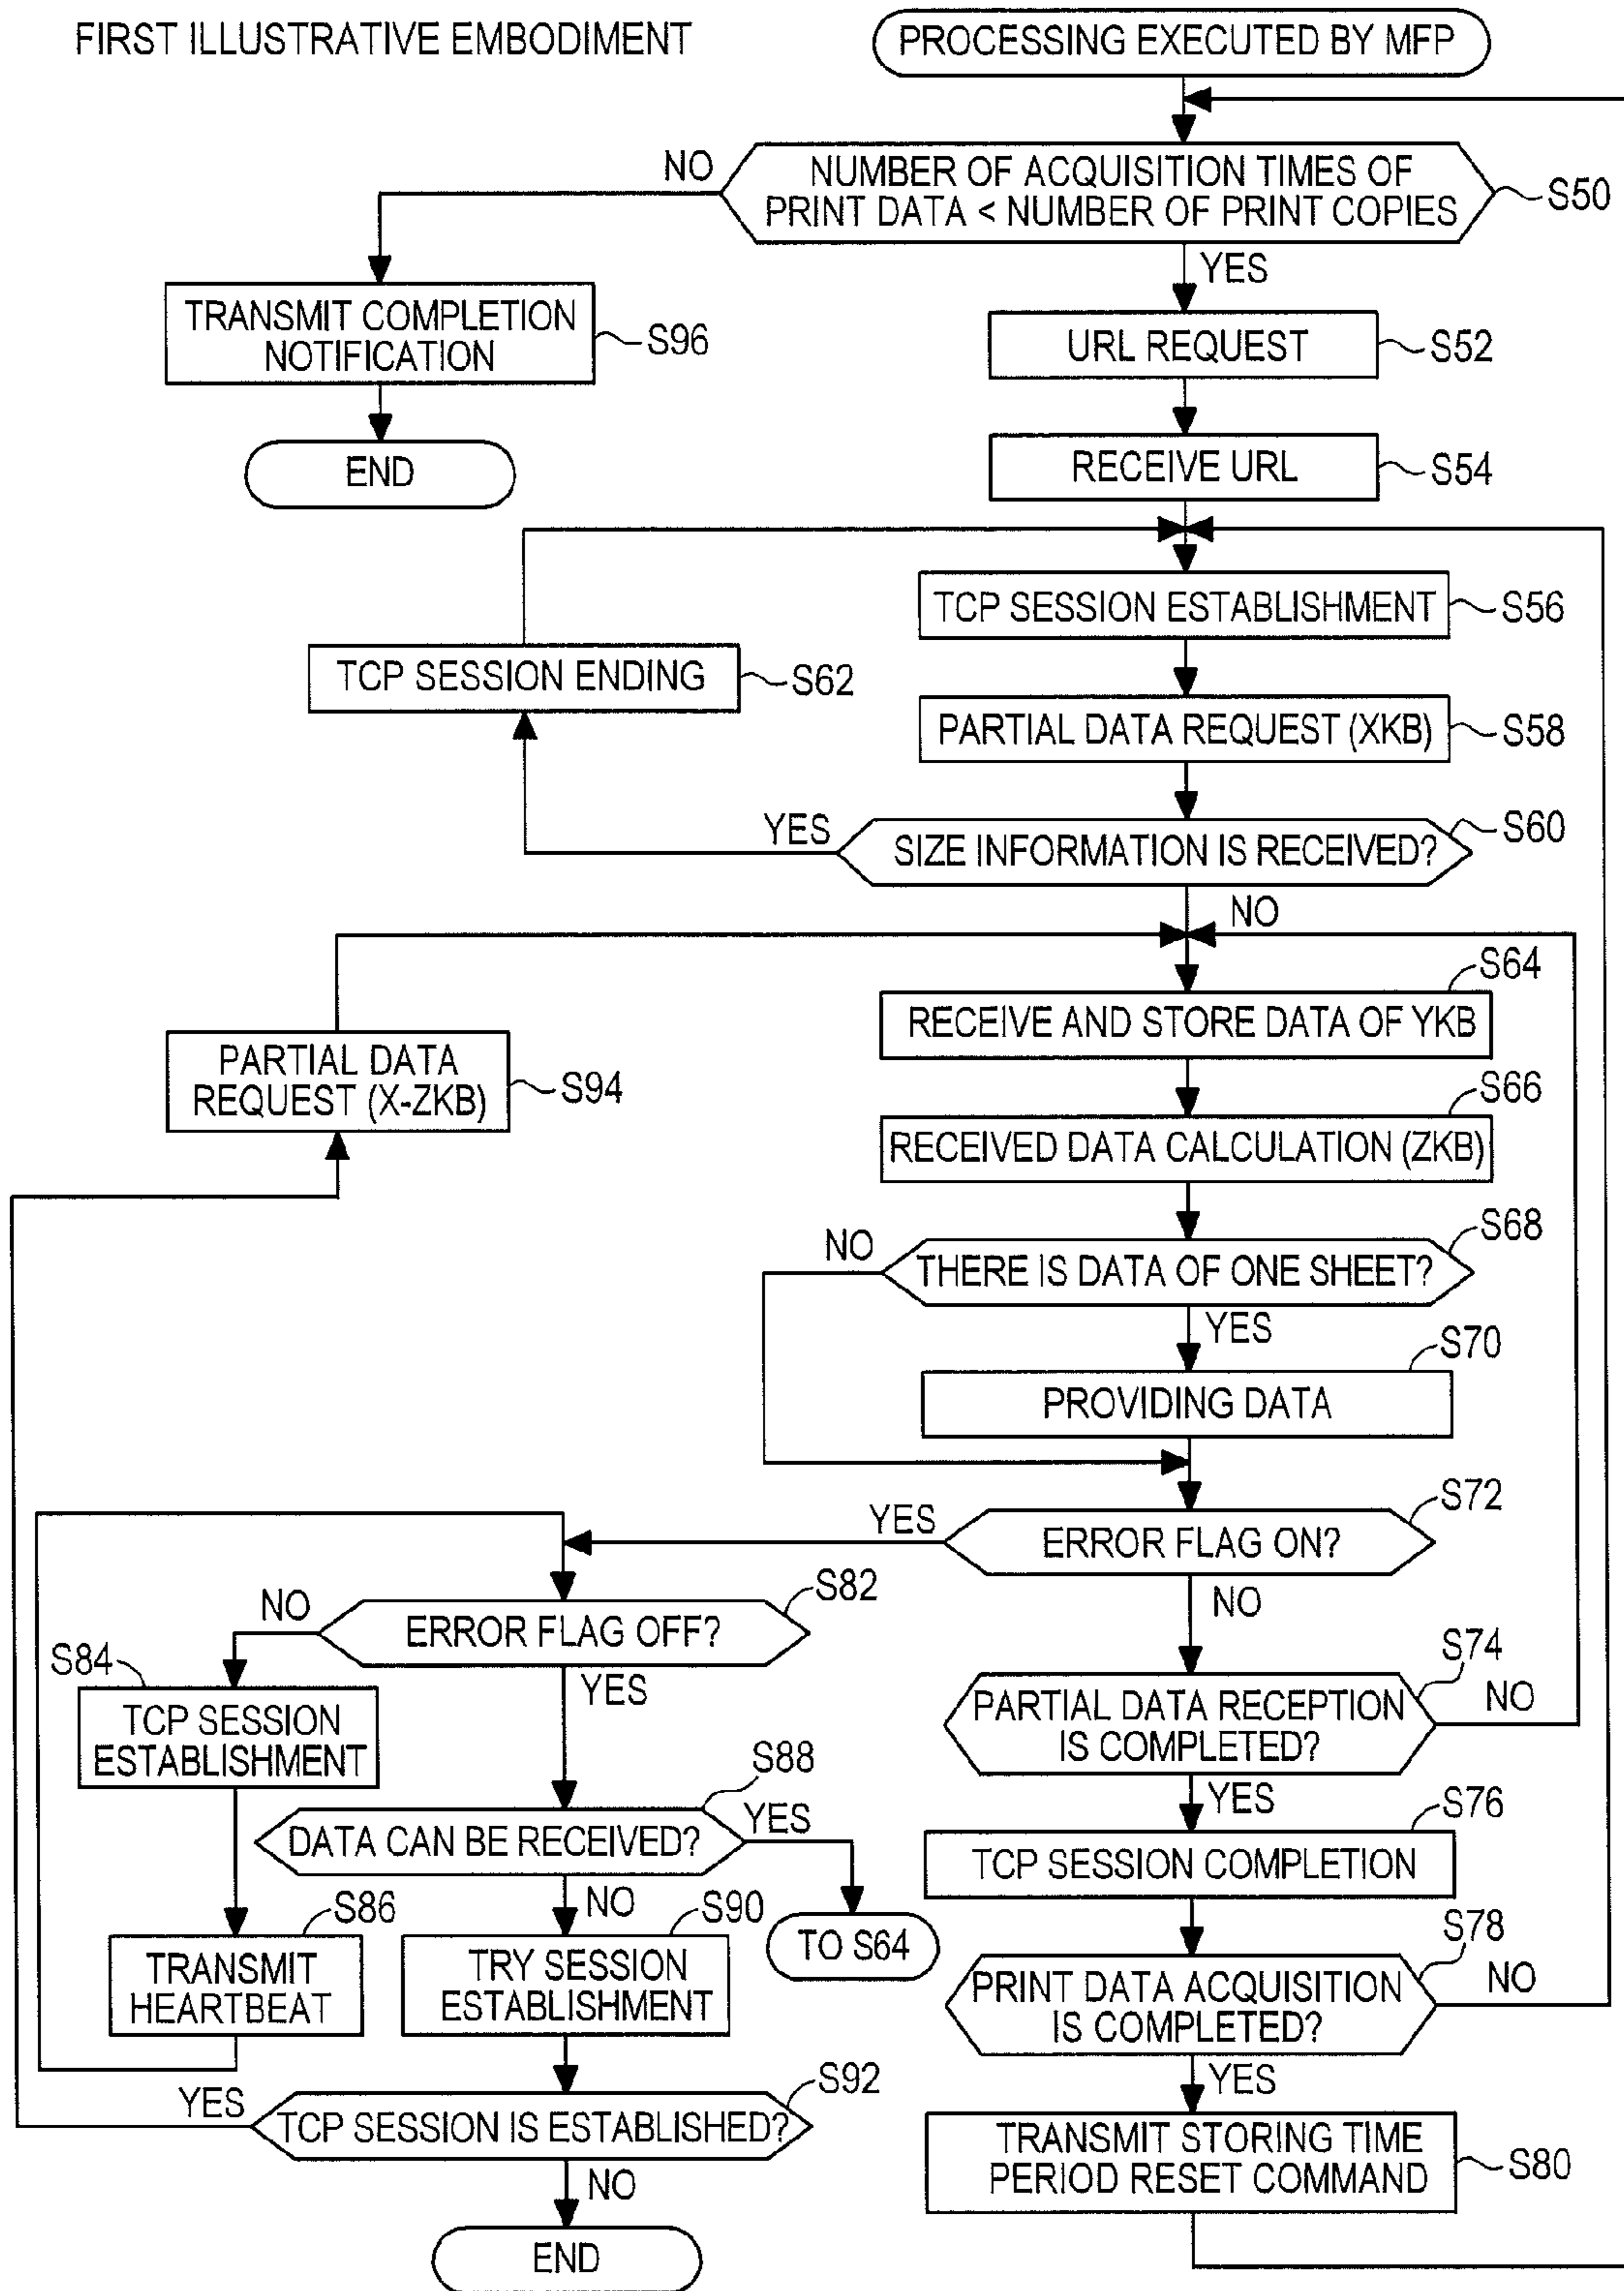 FIRST ILLUSTRATIVE EMBODIMENT
PROCESSING EXECUTED BY MFP
NO
NUMBER OF ACQUISITION TIMES OF
PRINT DATA < NUMBER OF PRINT COPIES
S50
YES
TRANSMIT COMPLETION
NOTIFICATION
S96
URL REQUEST
S52
END
RECEIVE URL
S54
TCP SESSION ESTABLISHMENT
S56
TCP SESSION ENDING
S62
PARTIAL DATA REQUEST (XKB)
S58
YES
SIZE INFORMATION IS RECEIVED?
S60
NO
S64
RECEIVE AND STORE DATA OF YKB
PARTIAL DATA
REQUEST (X-ZKB)
S94
S66
RECEIVED DATA CALCULATION (ZKB)
S68
NO
THERE IS DATA OF ONE SHEET?
YES
S70
PROVIDING DATA
S72
YES
ERROR FLAG ON?
NO
S82
NO
ERROR FLAG OFF?
YES
S84
TCP SESSION
ESTABLISHMENT
S74
PARTIAL DATA RECEPTION
IS COMPLETED?
NO
YES
S88
DATA CAN BE RECEIVED?
YES
NO
S76
TCP SESSION COMPLETION
S86
TRANSMIT
HEARTBEAT
S90
TRY SESSION
ESTABLISHMENT
TO S64
S78
PRINT DATA ACQUISITION
IS COMPLETED?
NO
YES
S92
YES
TCP SESSION IS ESTABLISHED?
NO
TRANSMIT STORING TIME
PERIOD RESET COMMAND
S80
END